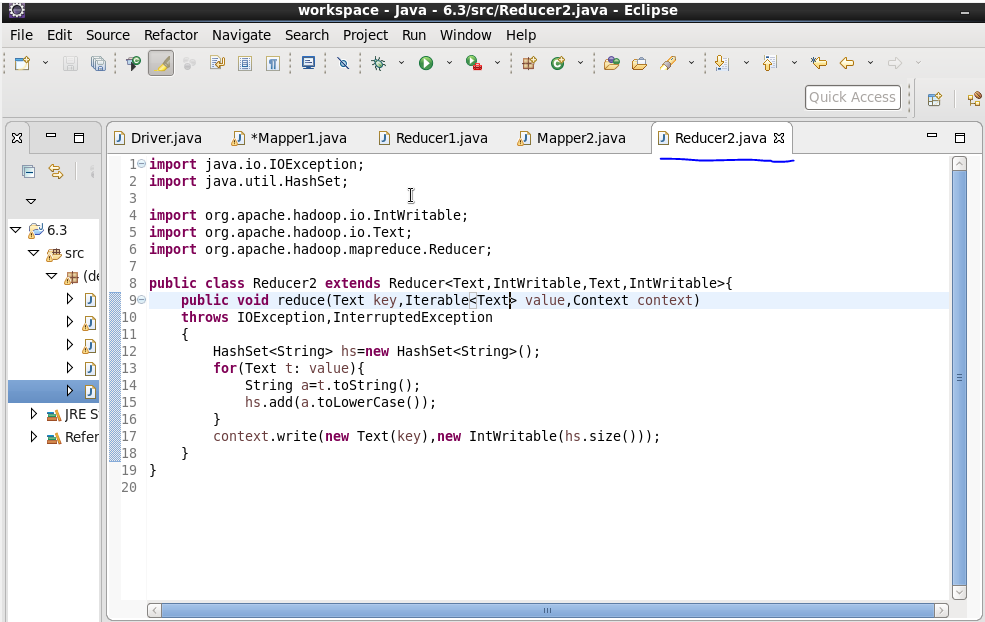 workspace - Java - 6.3/src/Reducer2.java - Eclipse
File Edit Source Refactor Navigate Search Project Run Window Help
Quick Access
Driver.java *Mapper1.java Reducer1.java Mapper2.java Reducer2.java
6.3
src
(de
JRE S
Refer
1 import java.io.IOException;
2 import java.util.HashSet;
3
4 import org.apache.hadoop.io.IntWritable;
5 import org.apache.hadoop.io.Text;
6 import org.apache.hadoop.mapreduce.Reducer;
7
8 public class Reducer2 extends Reducer<Text,IntWritable,Text,IntWritable>{
9     public void reduce(Text key,Iterable<Text> value,Context context)
10     throws IOException,InterruptedException
11     {
12         HashSet<String> hs=new HashSet<String>();
13         for(Text t: value){
14             String a=t.toString();
15             hs.add(a.toLowerCase());
16         }
17         context.write(new Text(key),new IntWritable(hs.size()));
18     }
19 }
20